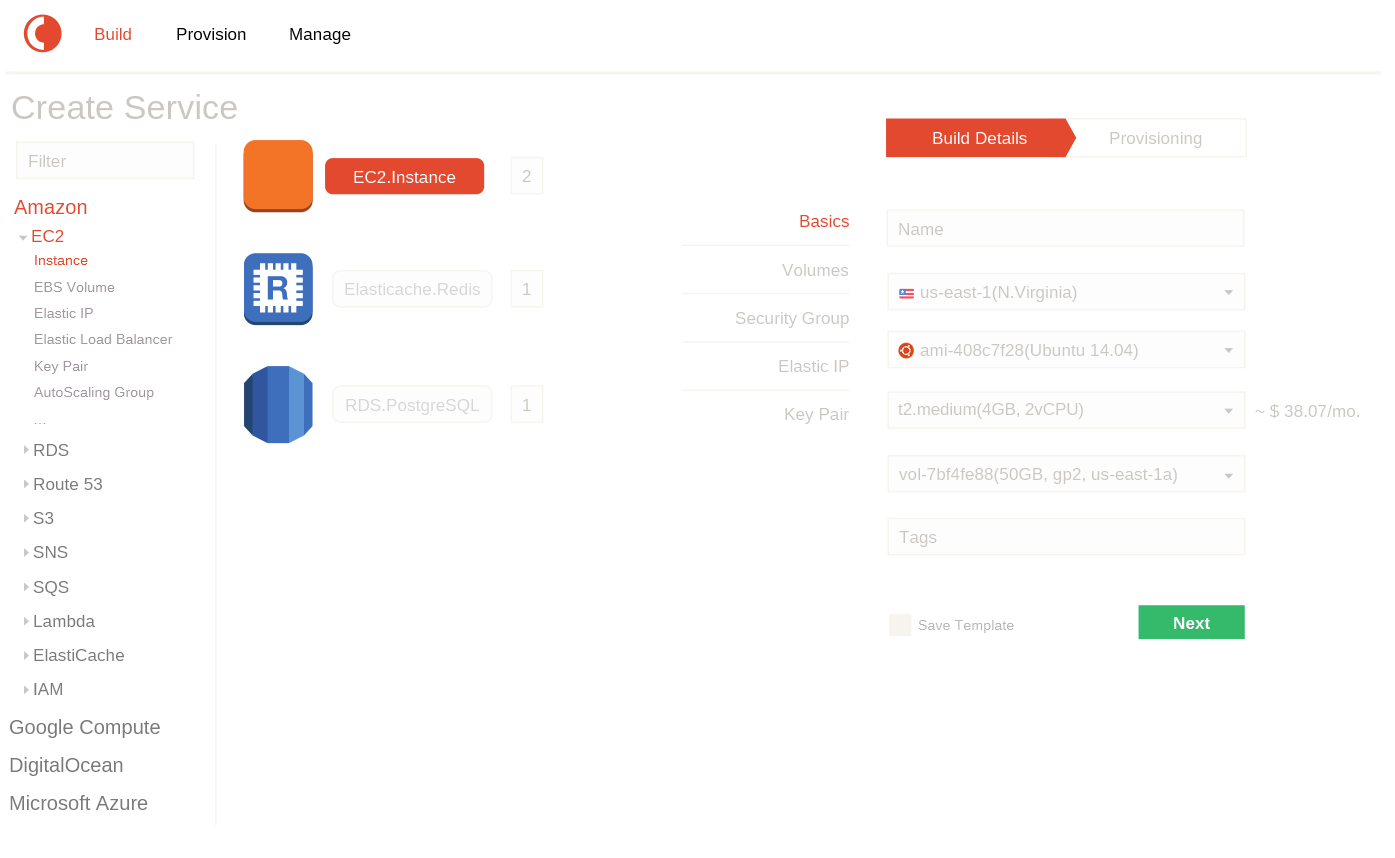 Build
Provision
Manage
Create Service
Filter
Amazon
EC2
Instance
EBS Volume
Elastic IP
Elastic Load Balancer
Key Pair
AutoScaling Group
...
RDS
Route 53
S3
SNS
SQS
Lambda
ElastiCache
IAM
Google Compute
DigitalOcean
Microsoft Azure
EC2.Instance
2
R
Elasticache.Redis
1
RDS.PostgreSQL
1
Basics
Volumes
Security Group
Elastic IP
Key Pair
Build Details
Provisioning
Name
us-east-1(N.Virginia)
ami-408c7f28(Ubuntu 14.04)
t2.medium(4GB, 2vCPU)
~ $ 38.07/mo.
vol-7bf4fe88(50GB, gp2, us-east-1a)
Tags
Save Template
Next